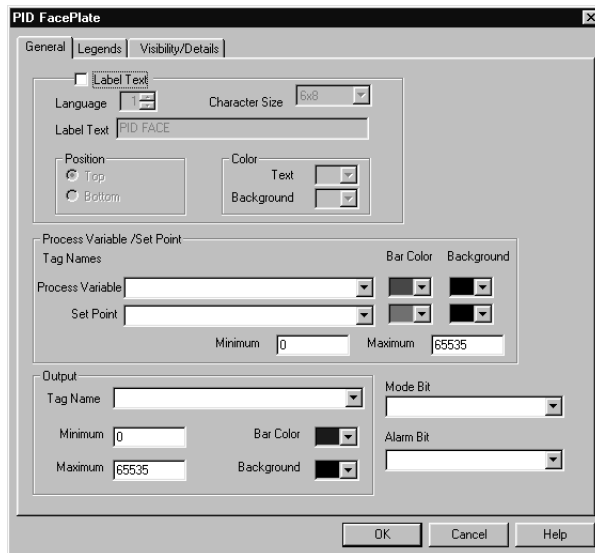 PID FacePlate
General Legends Visibility/Details
Label Text
Language 1 Character Size 6x8
Label Text PID FACE
Position Color
Top Text
Bottom Background
Process Variable /Set Point
Tag Names Bar Color Background
Process Variable
Set Point
Minimum 0 Maximum 65535
Output
Tag Name
Mode Bit
Minimum 0 Bar Color
Alarm Bit
Maximum 65535 Background
OK Cancel Help